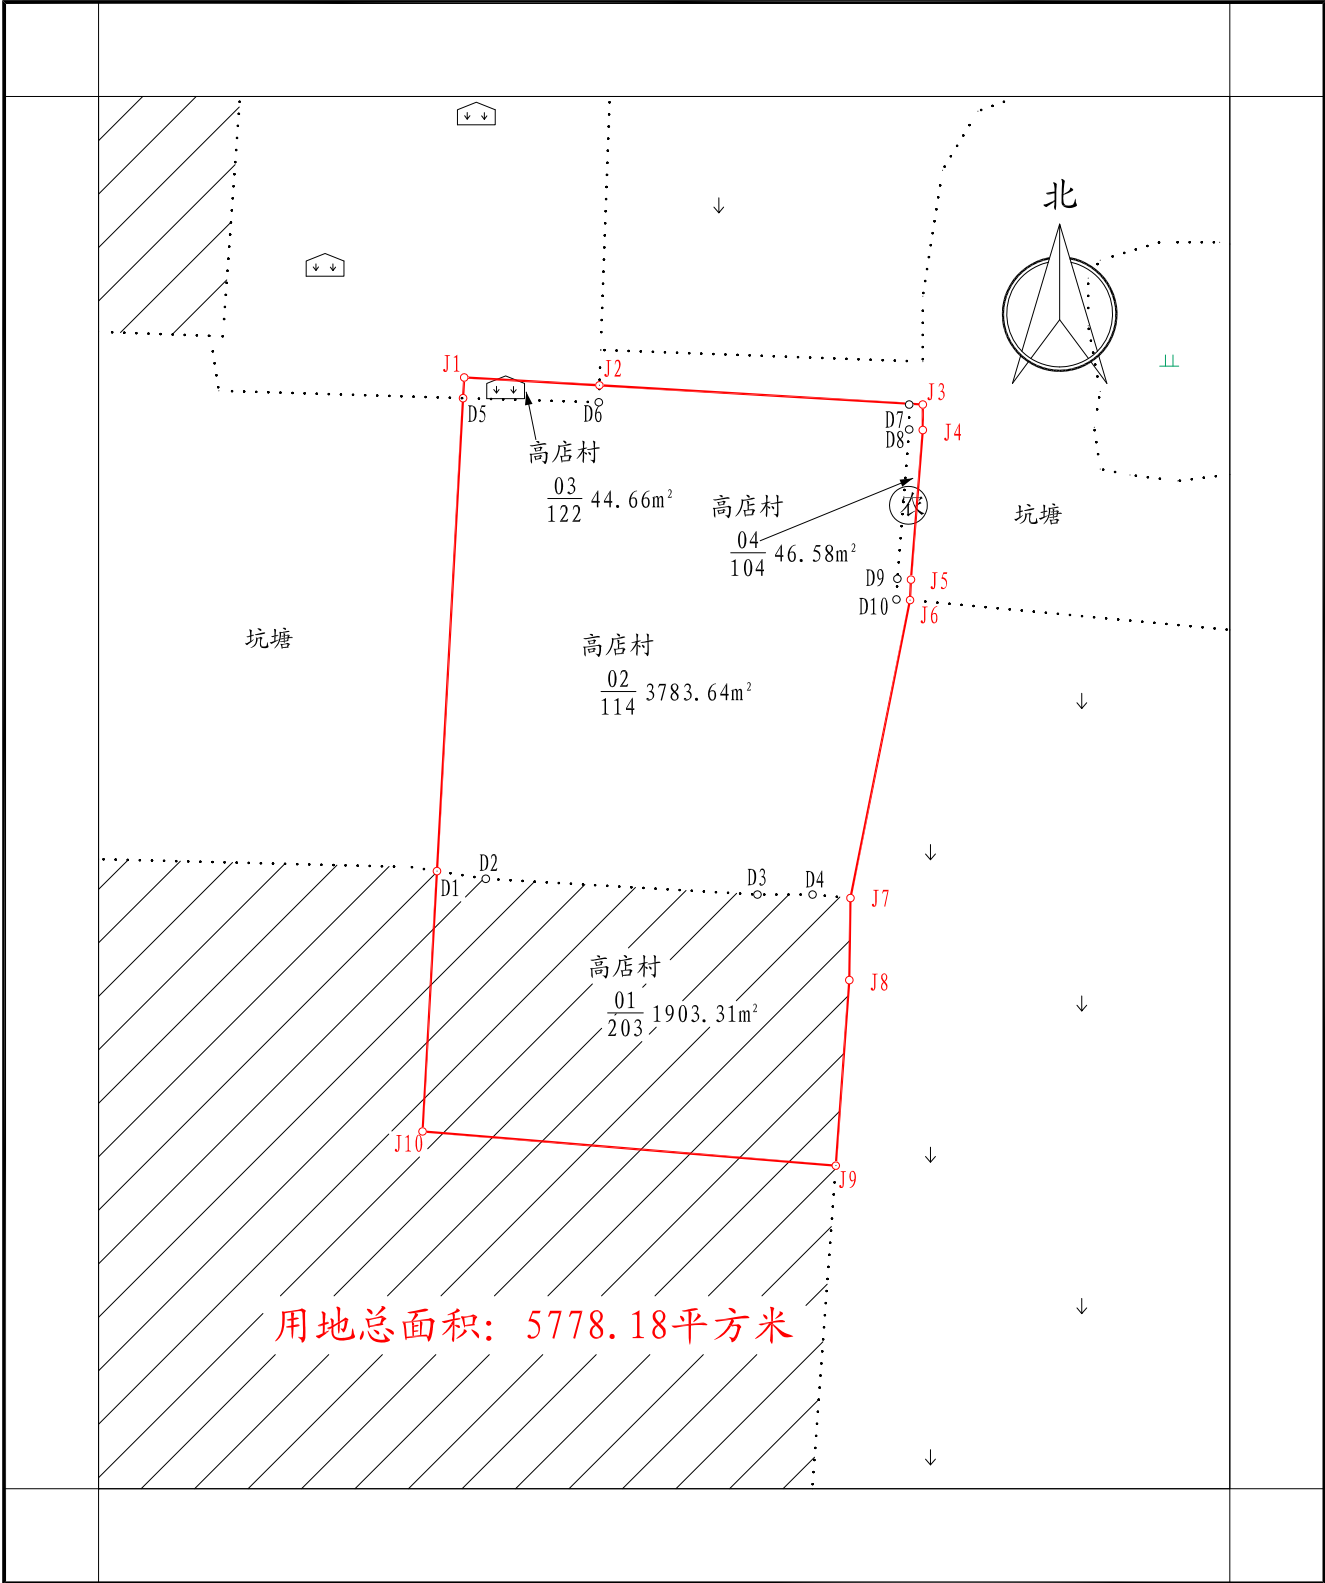 北
J1
J2
J3
D5
D6
D7
D8
J4
高店村
03
122
44.66m²
高店村
04
104
46.58m²
农
坑塘
D9
J5
D10
J6
坑塘
高店村
02
114
3783.64m²
D1
D2
D3
D4
J7
高店村
01
203
1903.31m²
J8
J10
J9
用地总面积：5778.18平方米